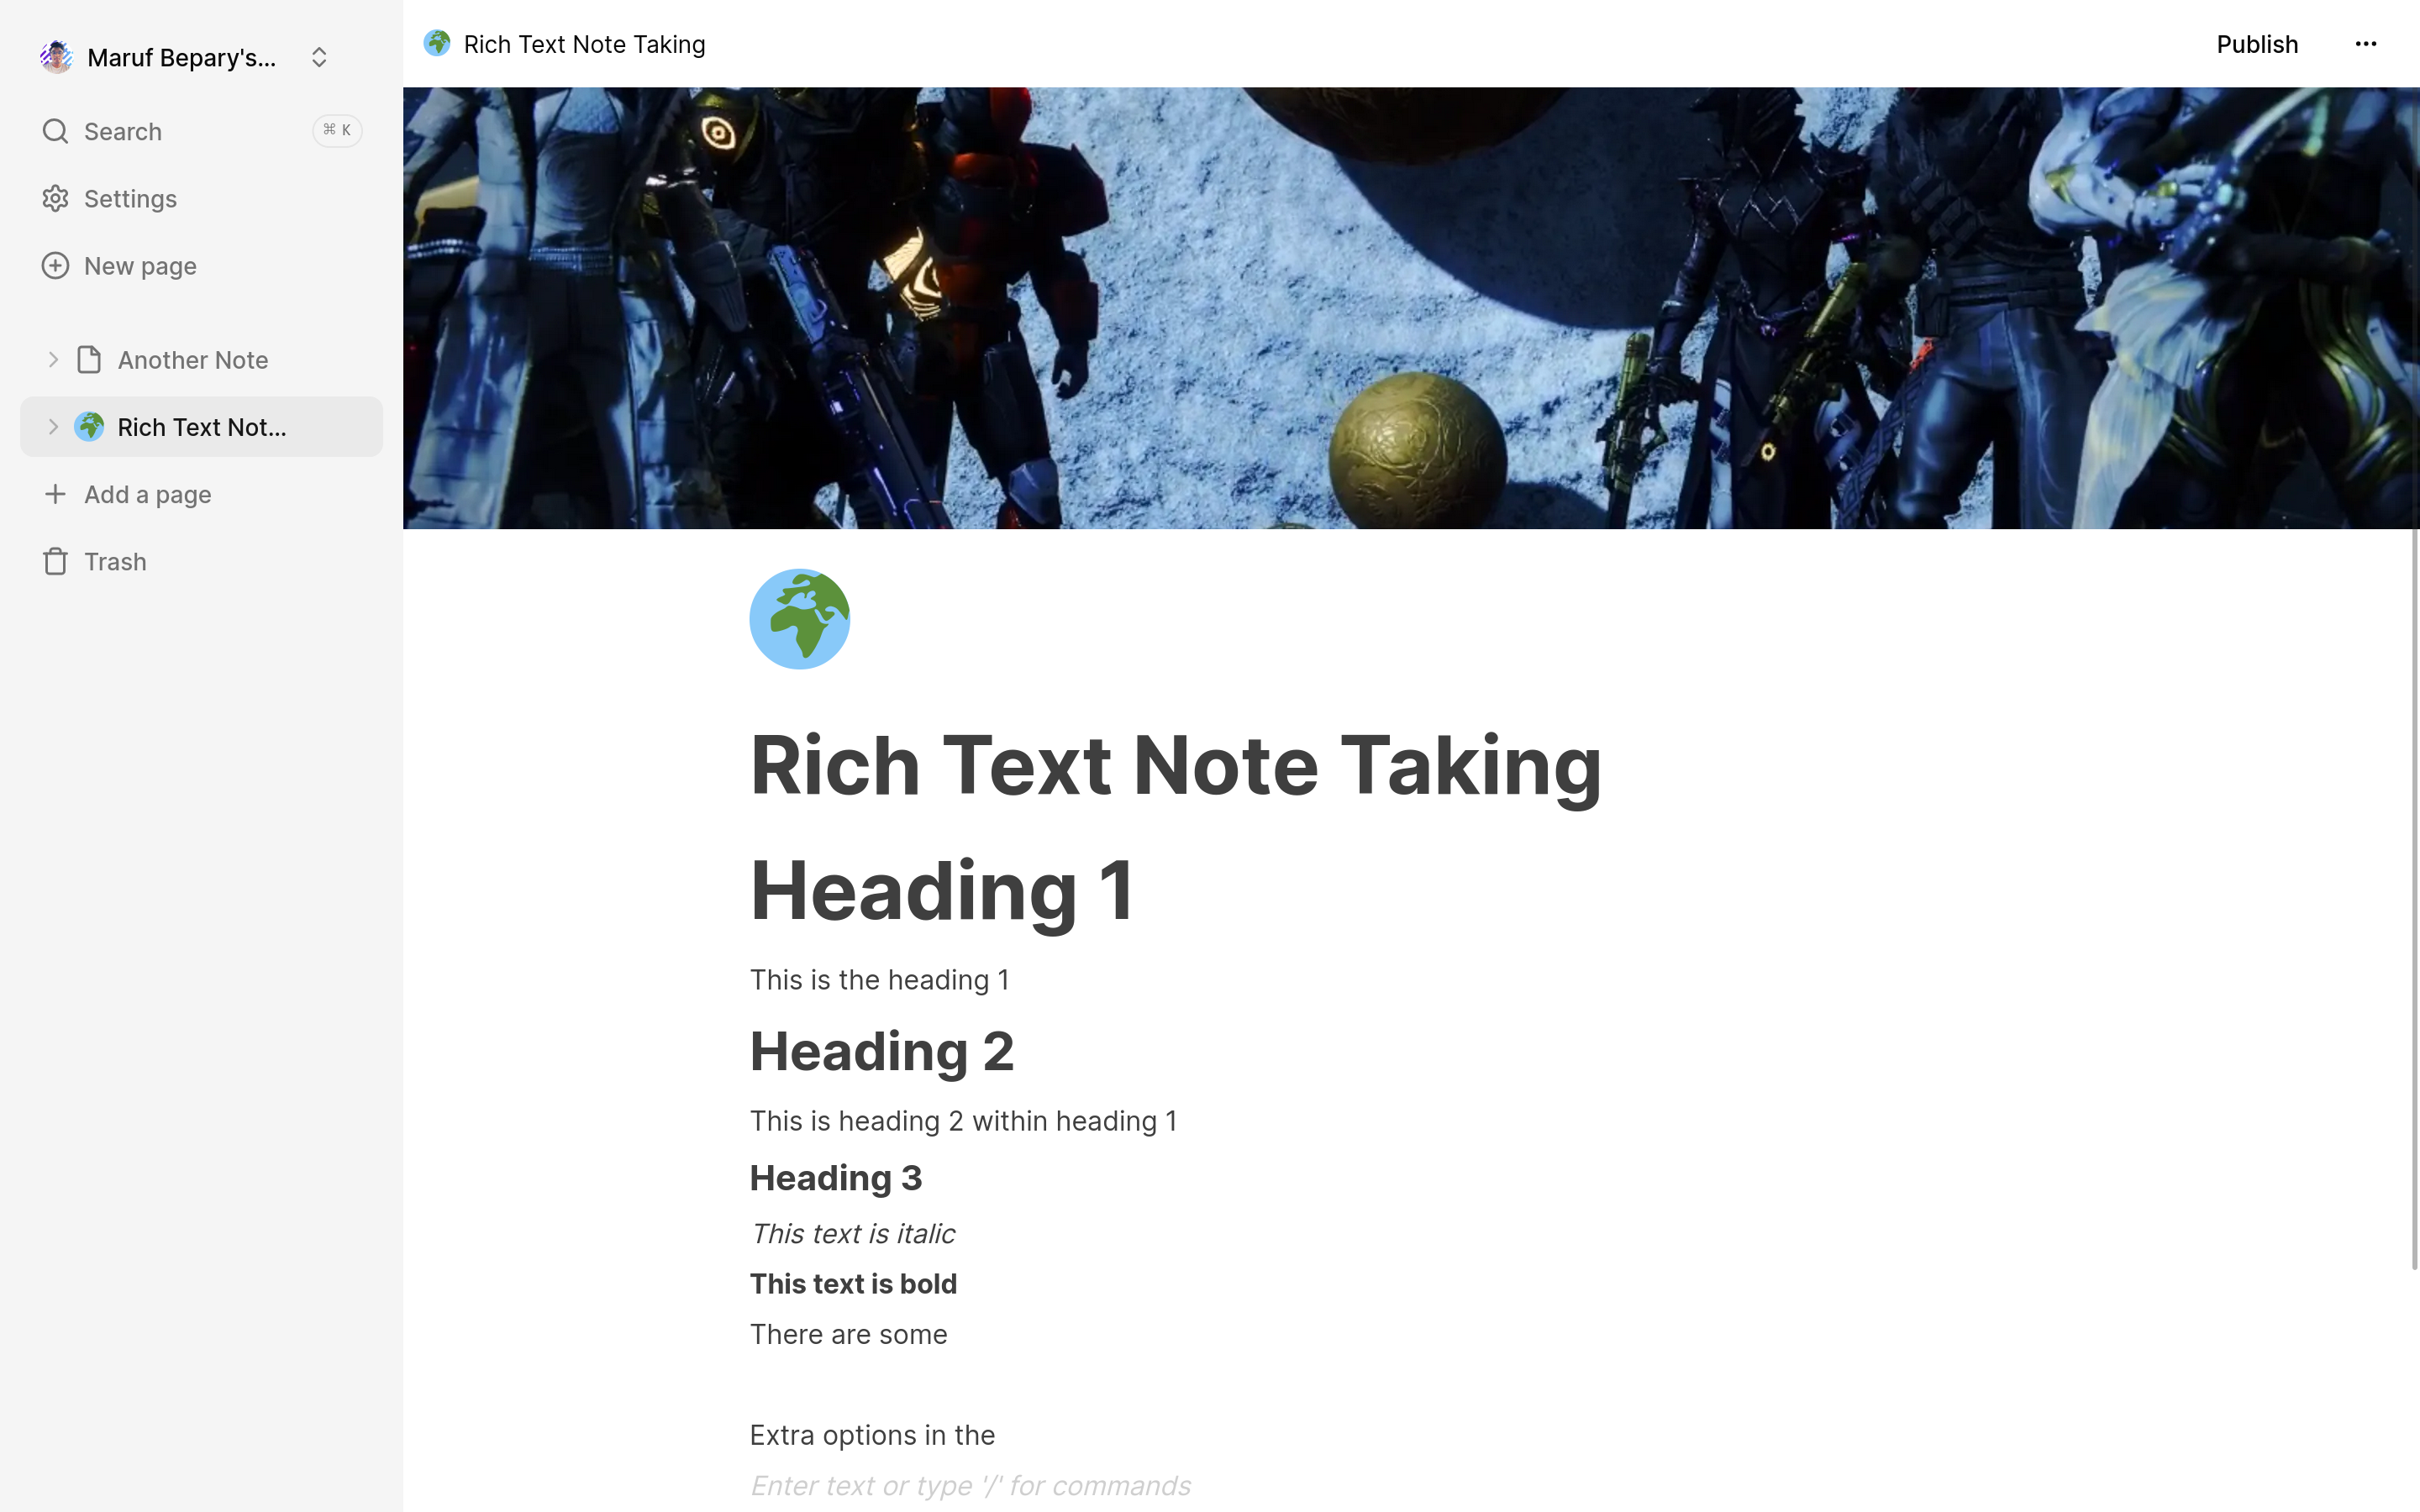 Maruf Bepary's...
Search ⌘ K
Settings
New page
Another Note
Rich Text Not...
Add a page
Trash
Rich Text Note Taking
Publish
Rich Text Note Taking
Heading 1
This is the heading 1
Heading 2
This is heading 2 within heading 1
Heading 3
This text is italic
This text is bold
There are some
Extra options in the
Enter text or type '/' for commands